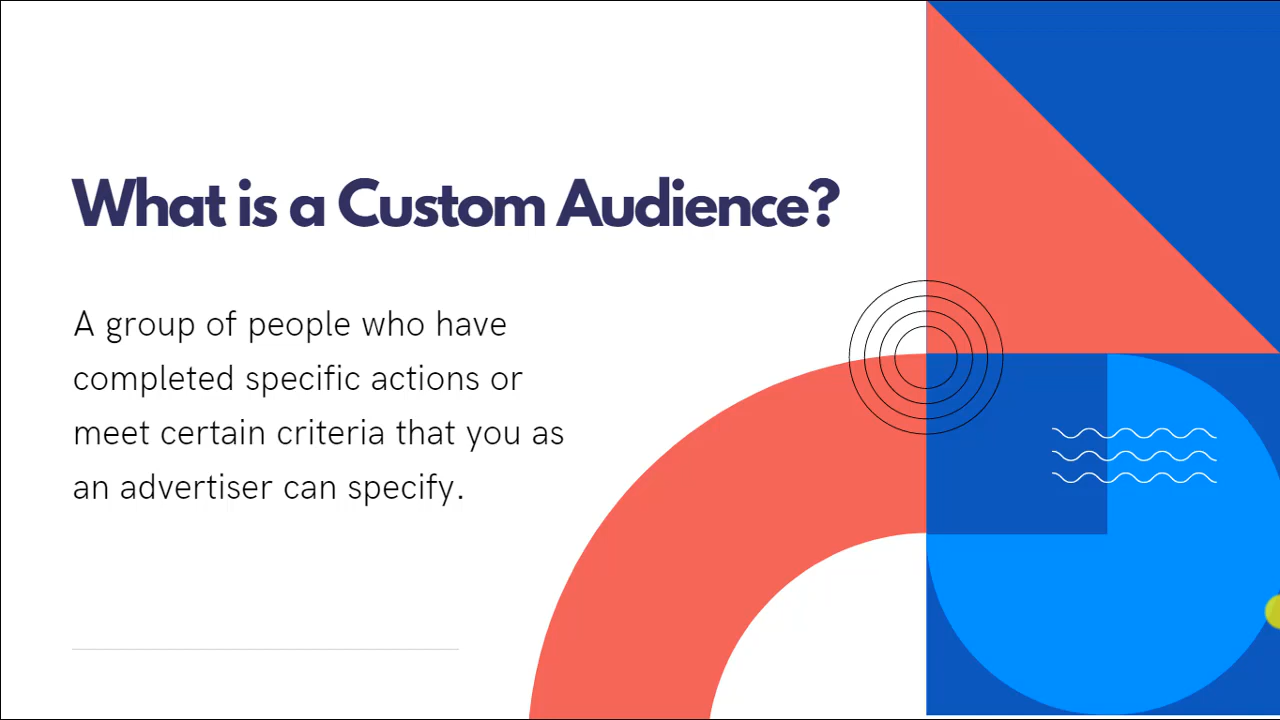 What is a Custom Audience?
A group of people who have
completed specific actions or
meet certain criteria that you as
an advertiser can specify.